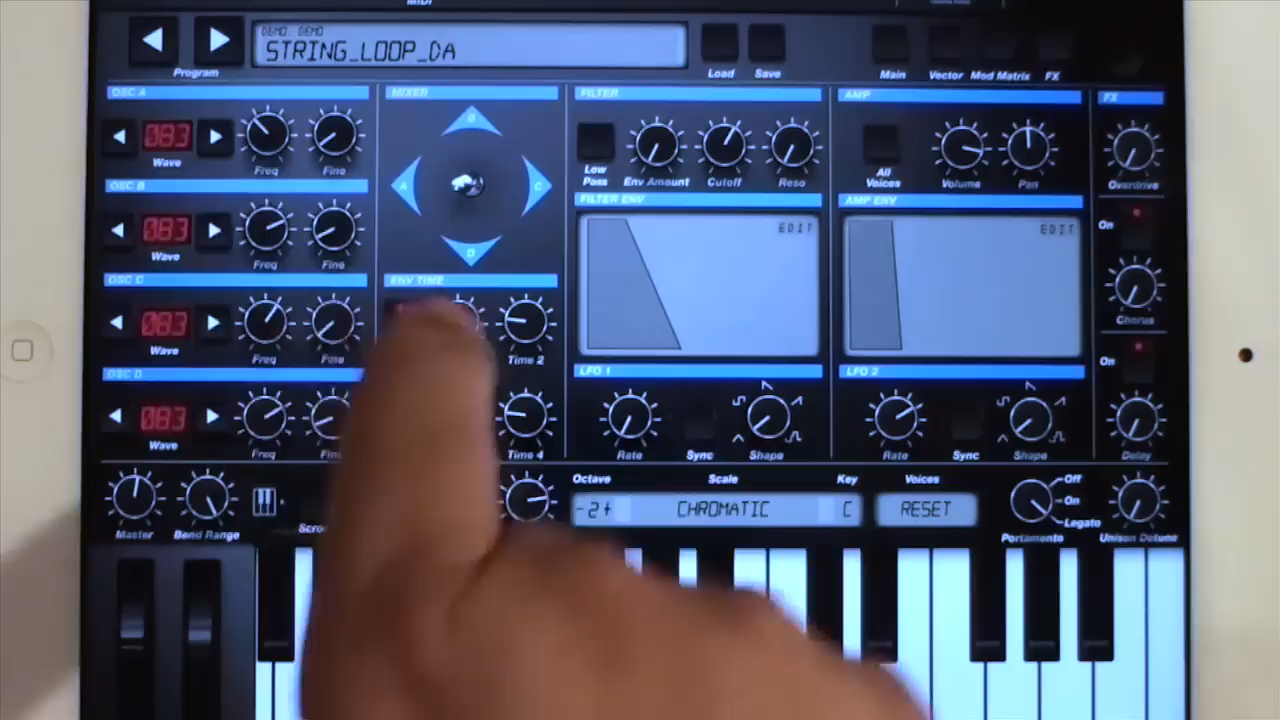 MIDI
DEMO. DEMO
STRING_LOOP_DA
Program
Load
Save
Main
Vector
Mod Matrix
FX
OSC A
083
Wave
Freq
Fine
OSC B
083
Wave
Freq
Fine
OSC C
083
Wave
Freq
Fine
OSC D
083
Wave
Freq
MIXER
B
A
C
D
ENV TIME
Time 2
Time 4
FILTER
Low Pass
Env Amount
Cutoff
Reso
FILTER ENV
EDIT
LFO 1
Rate
Sync
Shape
AMP
All Voices
Volume
Pan
AMP ENV
EDIT
LFO 2
Rate
Sync
Shape
FX
Overdrive
On
Chorus
On
Delay
Master
Bend Range
Octave
Scale
Key
Voices
-2
CHROMATIC
C
RESET
Off
On
Legato
Portamento
Unison Detune